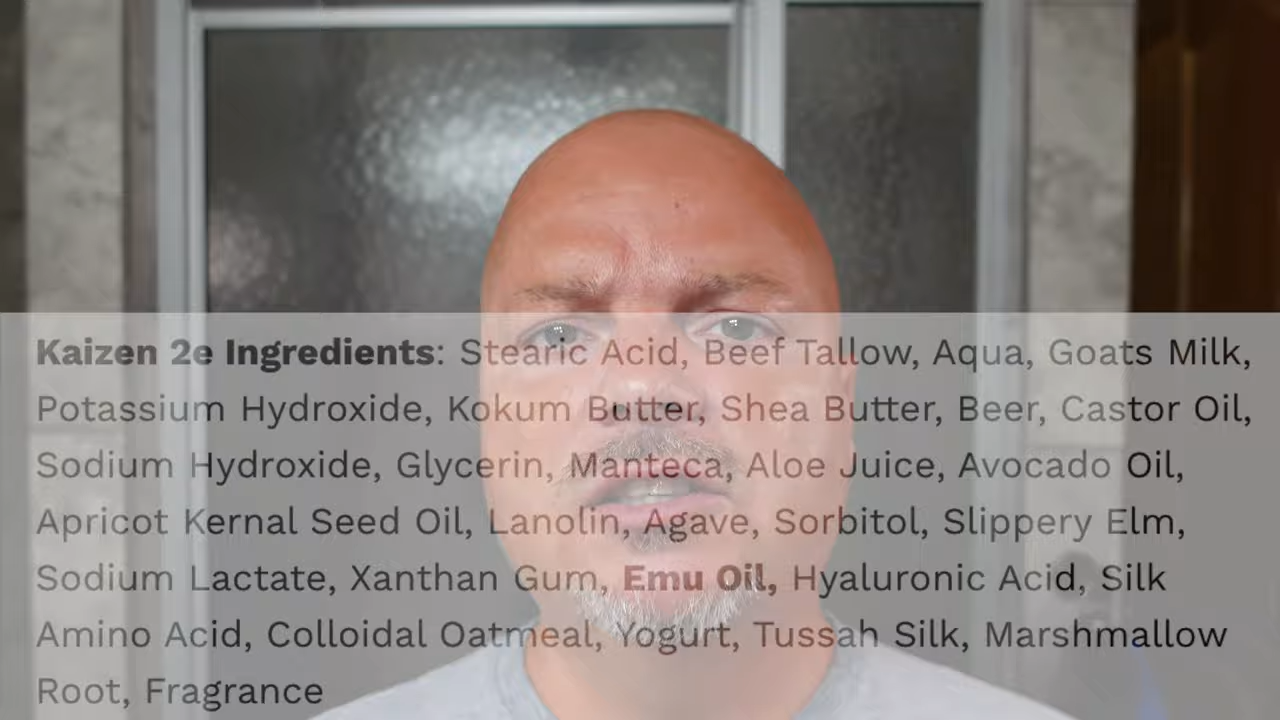 Kaizen 2e Ingredients: Stearic Acid, Beef Tallow, Aqua, Goats Milk,
Potassium Hydroxide, Kokum Butter, Shea Butter, Beer, Castor Oil,
Sodium Hydroxide, Glycerin, Manteca, Aloe Juice, Avocado Oil,
Apricot Kernal Seed Oil, Lanolin, Agave, Sorbitol, Slippery Elm,
Sodium Lactate, Xanthan Gum, Emu Oil, Hyaluronic Acid, Silk
Amino Acid, Colloidal Oatmeal, Yogurt, Tussah Silk, Marshmallow
Root, Fragrance